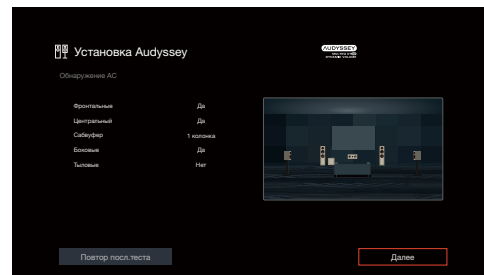 Установка Audyssey
AUDYSSEY
Обнаружение АС
Фронтальные Да
Центральный Да
Сабвуфер 1 колонка
Боковые Да
Тыловые Нет
Повтор посл.теста
Далее